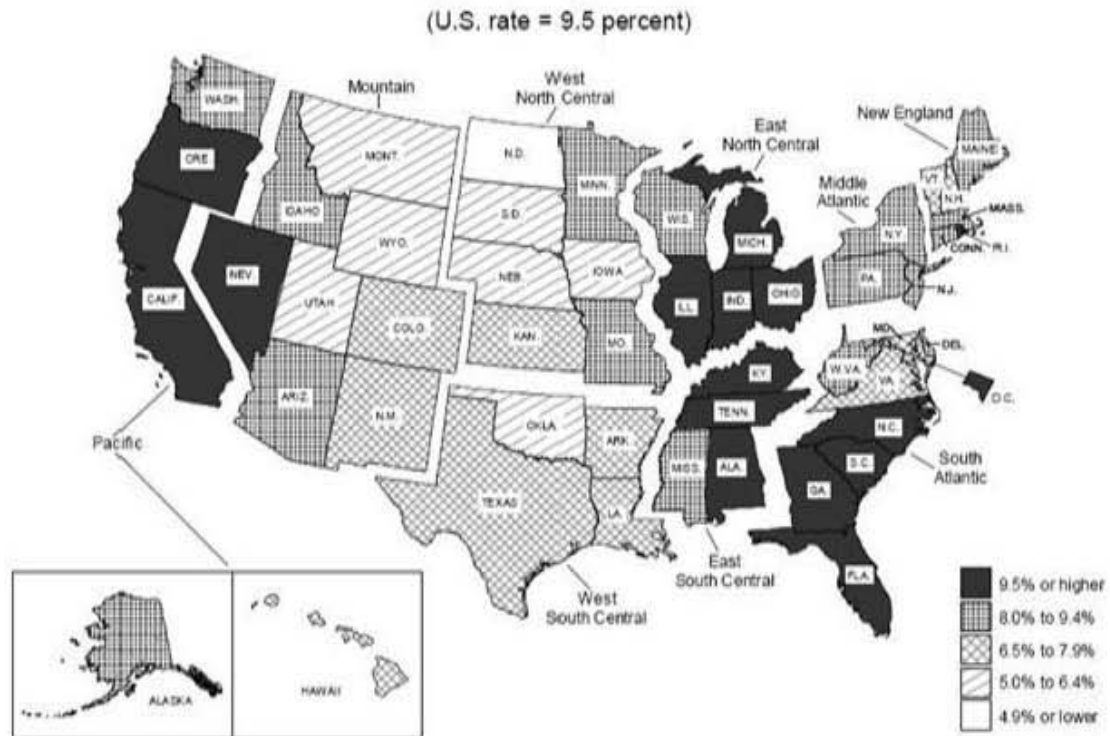 (U.S. rate = 9.5 percent)
Mountain
West
North Central
East
North Central
New England
Middle
Atlantic
WASH.
ORE.
CALIF.
NEV.
IDAHO
MONT.
WYO.
UTAH
COLO.
ARIZ.
N.M.
N.D.
S.D.
NEB.
KAN.
MINN.
IOWA
MO.
WIS.
MICH.
ILL.
IND.
OHIO
MAINE
VT.
N.H.
MASS.
R.I.
CONN.
N.Y.
PA.
N.J.
MD.
DEL.
D.C.
W.VA.
VA.
N.C.
S.C.
GA.
FLA.
KY.
TENN.
MISS.
ALA.
OKLA.
ARK.
TEXAS
LA.
Pacific
South
Atlantic
East
South Central
West
South Central
ALASKA
HAWAII
9.5% or higher
8.0% to 9.4%
6.5% to 7.9%
5.0% to 6.4%
4.9% or lower